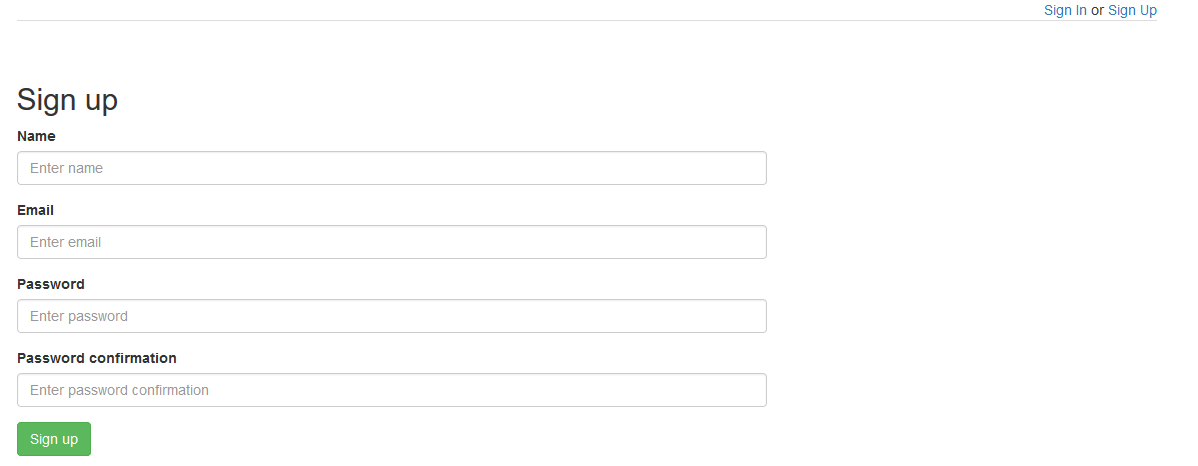 Sign In or Sign Up
Sign up
Name
Enter name
Email
Enter email
Password
Enter password
Password confirmation
Enter password confirmation
Sign up